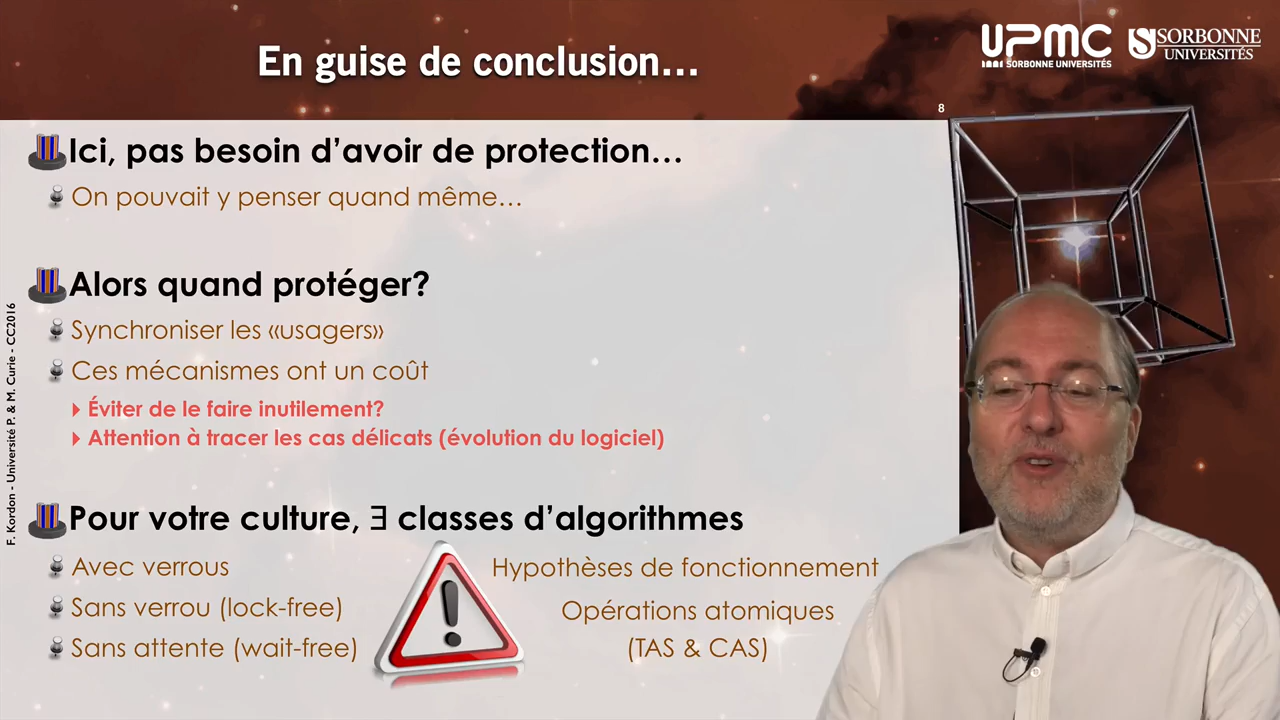 En guise de conclusion…
UPMC
SORBONNE UNIVERSITÉS
SORBONNE
UNIVERSITÉS
8
Ici, pas besoin d’avoir de protection…
On pouvait y penser quand même…
Alors quand protéger?
Synchroniser les «usagers»
Ces mécanismes ont un coût
Éviter de le faire inutilement?
Attention à tracer les cas délicats (évolution du logiciel)
Pour votre culture, ∃ classes d’algorithmes
Avec verrous
Sans verrou (lock-free)
Sans attente (wait-free)
Hypothèses de fonctionnement
Opérations atomiques
(TAS & CAS)
F. Kordon - Université P. & M. Curie - CC2016